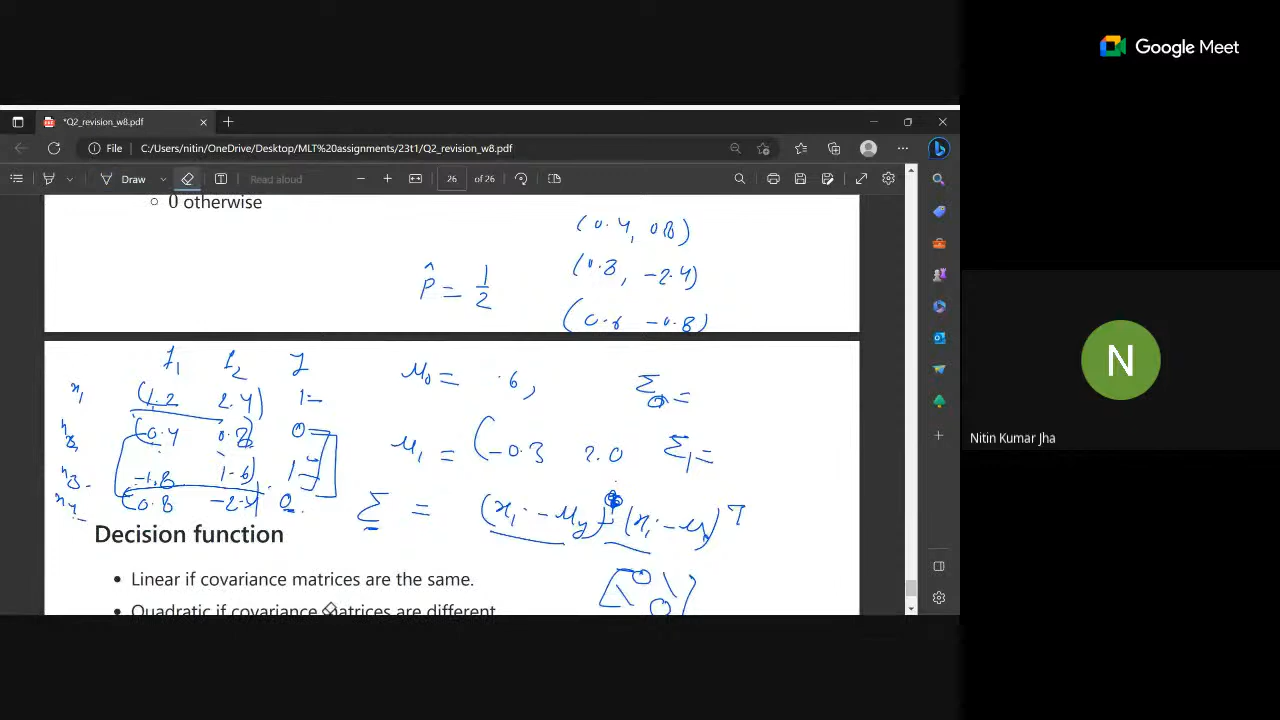 Google Meet
*Q2_revision_w8.pdf
File C:/Users/nitin/OneDrive/Desktop/MLT%20assignments/23t1/Q2_revision_w8.pdf
Draw Read aloud 26 of 26
0 otherwise
(0.4, 0.8)
(0.8, -2.4)
(0.6 -0.8)
p̂ = 1/2
f₁ f₂ y
x₁ (1.2 2.4) 1
(0.4 0.8) 0
x₃ -1.8 1.6) 1
x₄ (0.8 -2.4) 0
μ₀ = .6, Σ₀ =
μ₁ = (-0.3 2.0 Σ₁ =
Σ = (xᵢ - μy) (xᵢ - μ)ᵀ
Decision function
Linear if covariance matrices are the same.
Quadratic if covariance matrices are different
N
Nitin Kumar Jha